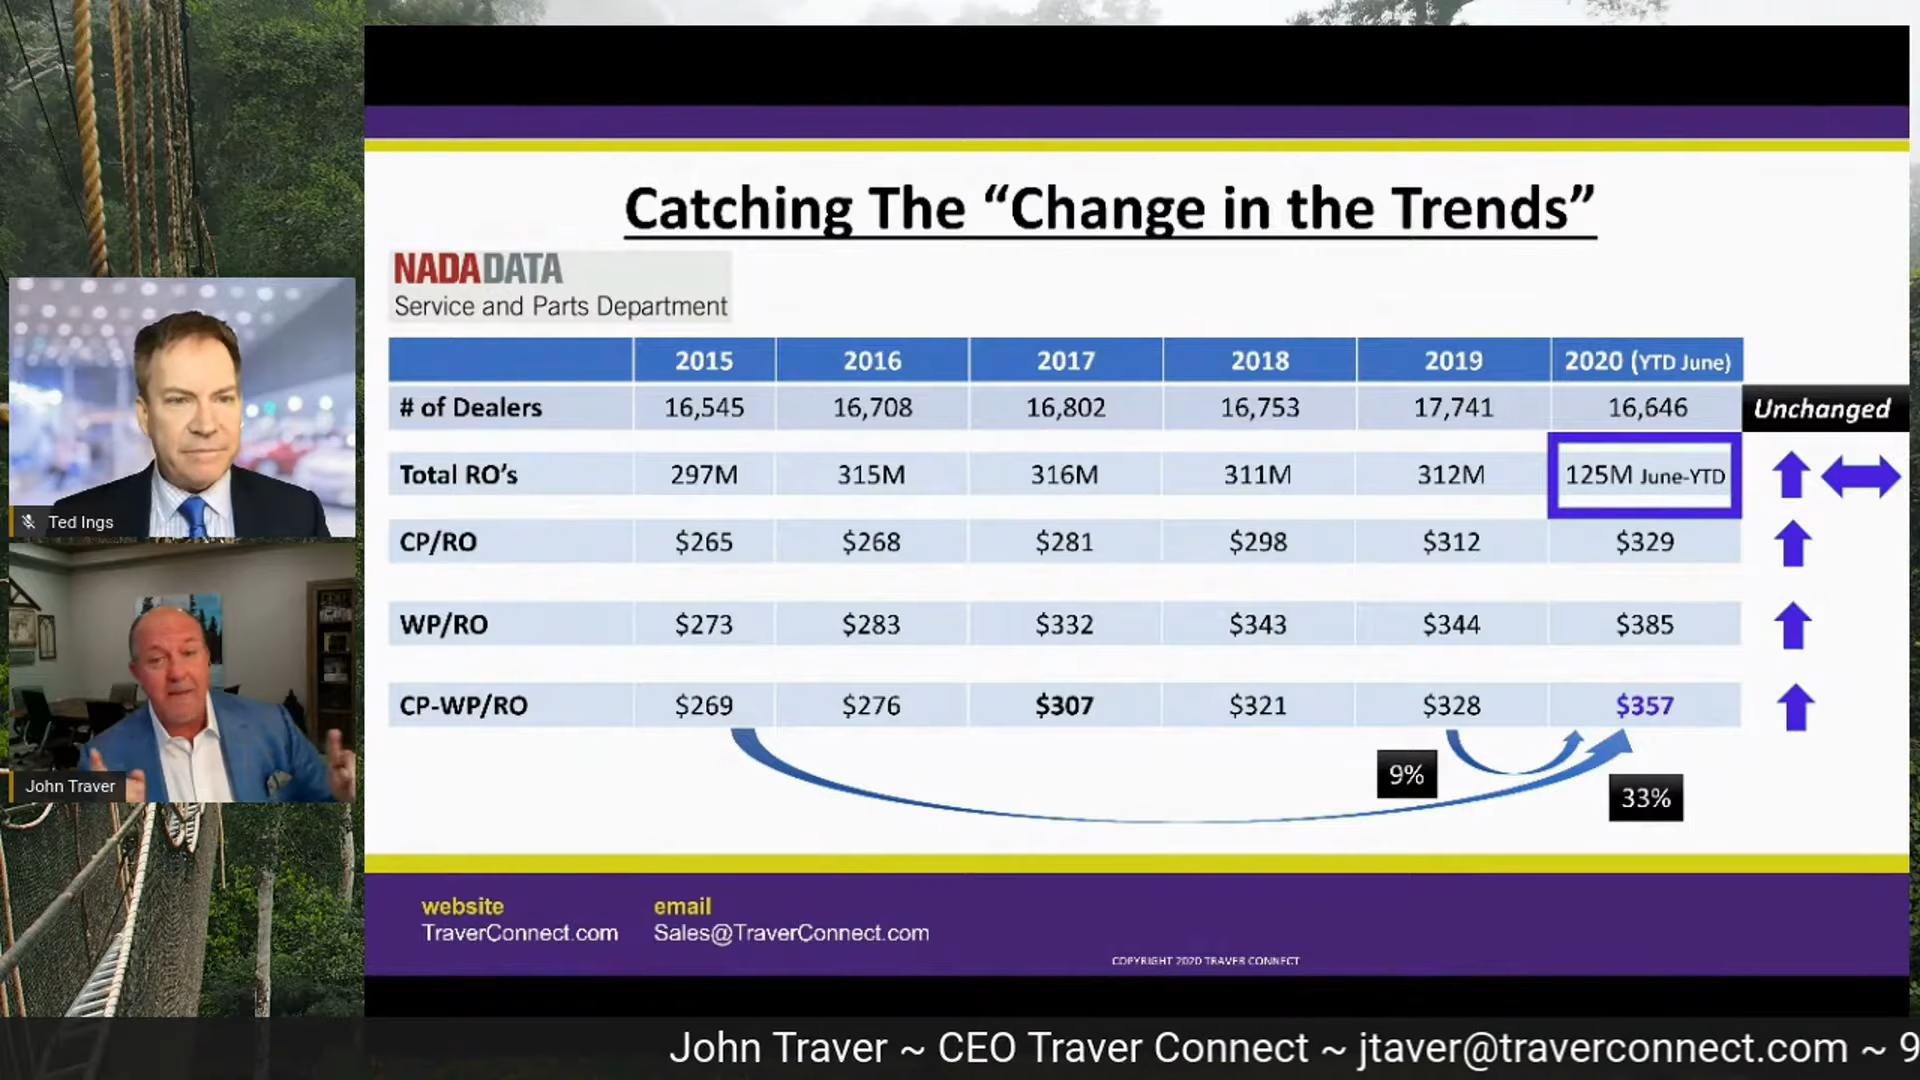 Catching The “Change in the Trends”
NADADATA
Service and Parts Department
2015 2016 2017 2018 2019 2020 (YTD June)
# of Dealers 16,545 16,708 16,802 16,753 17,741 16,646 Unchanged
Total RO’s 297M 315M 316M 311M 312M 125M June-YTD
CP/RO $265 $268 $281 $298 $312 $329
WP/RO $273 $283 $332 $343 $344 $385
CP-WP/RO $269 $276 $307 $321 $328 $357
9%
33%
Ted Ings
John Traver
website email
TraverConnect.com Sales@TraverConnect.com
COPYRIGHT 2020 TRAVER CONNECT
John Traver ~ CEO Traver Connect ~ jtaver@traverconnect.com ~ 9